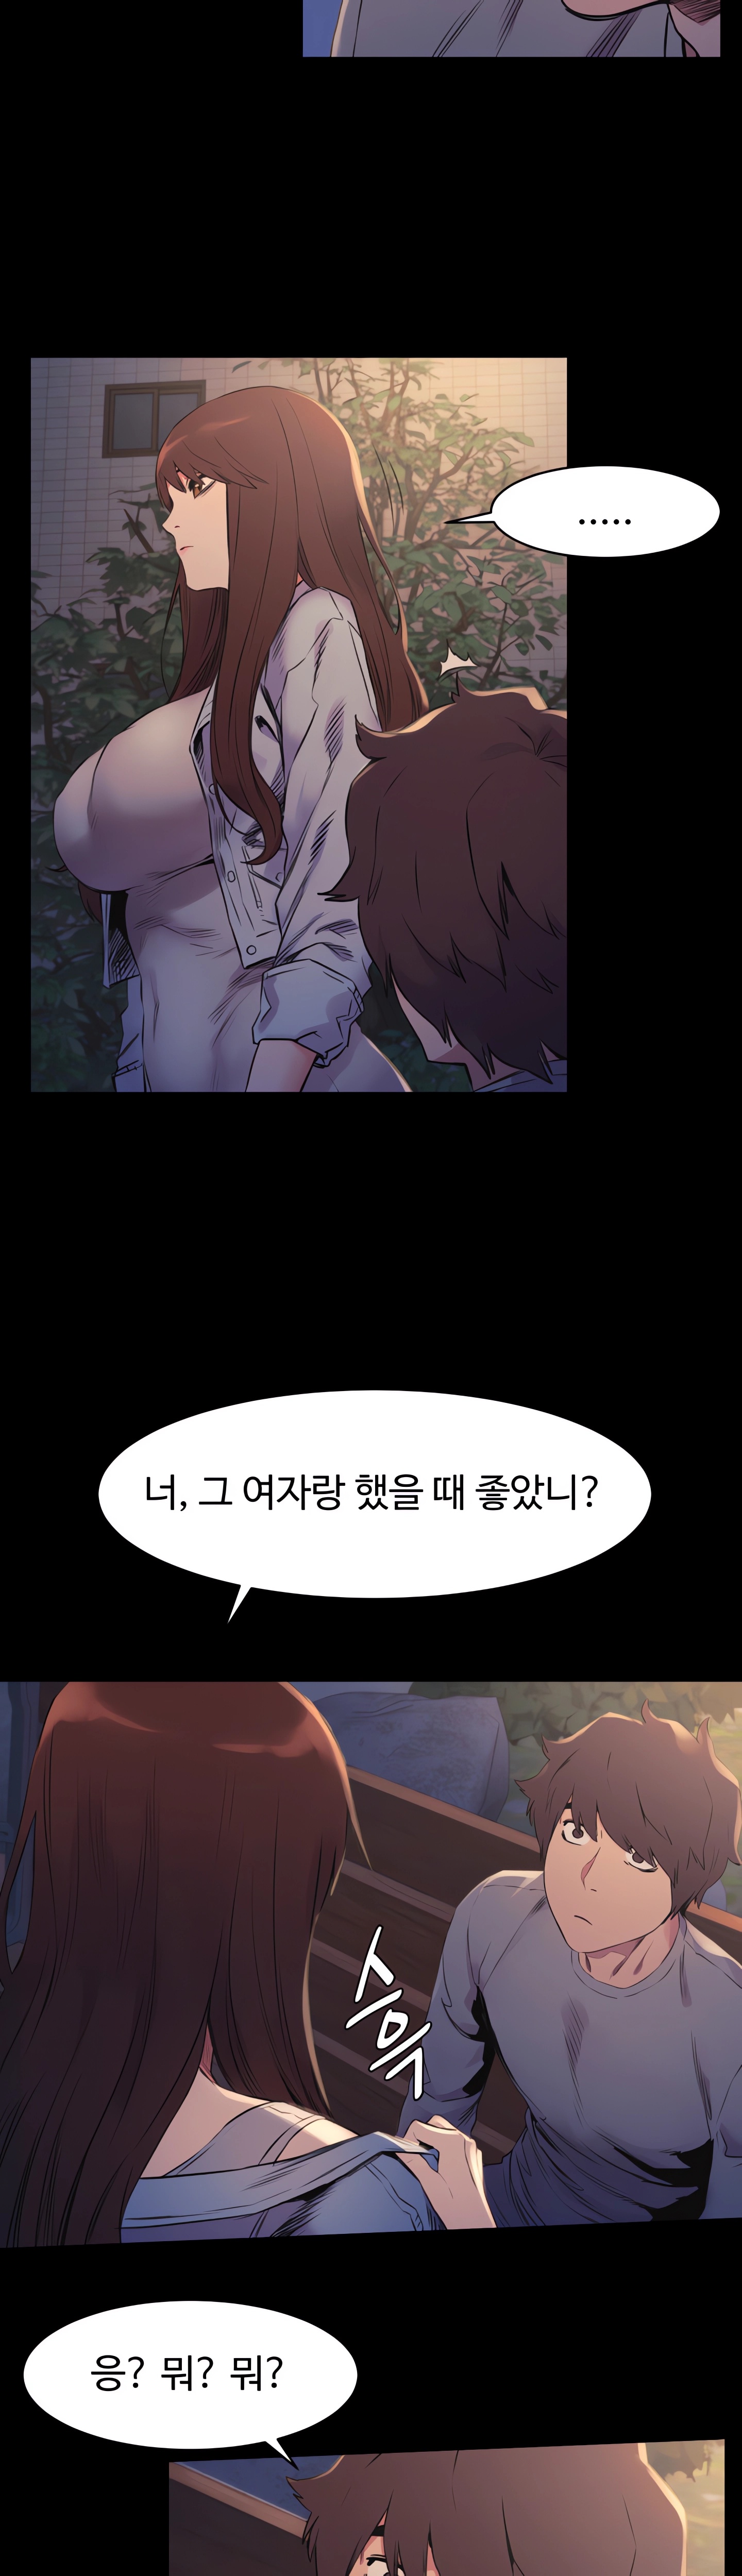 .....
너, 그 여자랑 했을 때 좋았니?
스윽
응? 뭐? 뭐?